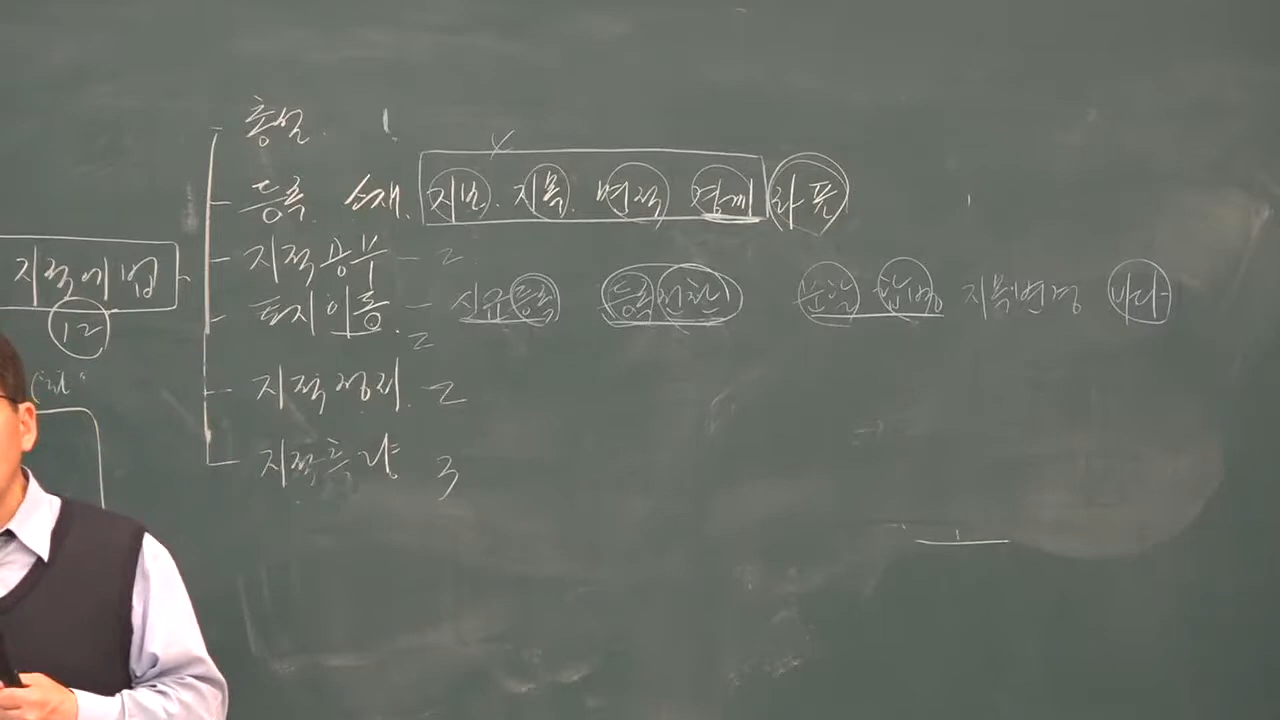 총설. 1
등록. 소재. 지번. 지목. 면적 경계 좌표
지적공부 - 2
토지이동. - 2 신규등록 등록전환 분할 합병 지목변경 바다
지적정리. - 2
지적측량 3
지적에법
12